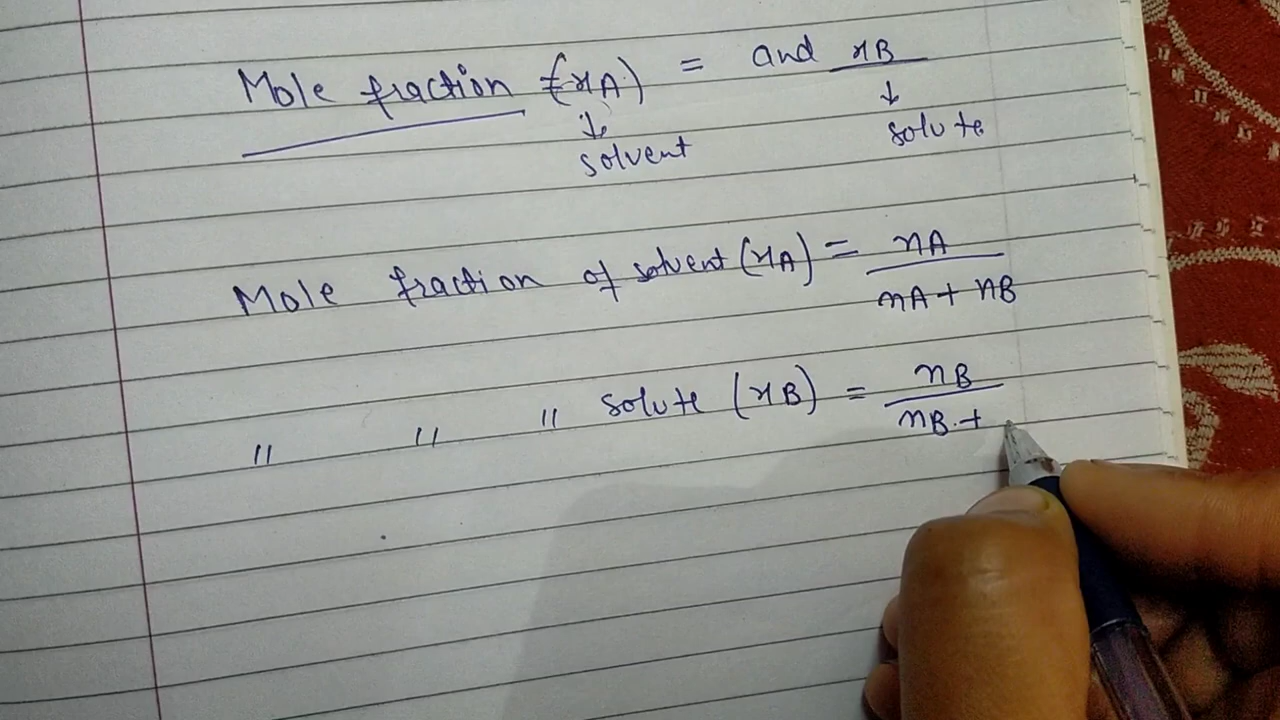 Mole fraction (xA) = and xB
↓ solvent ↓ solute
Mole fraction of solvent (xA) = nA / nA + nB
" " " solute (xB) = nB / nB +